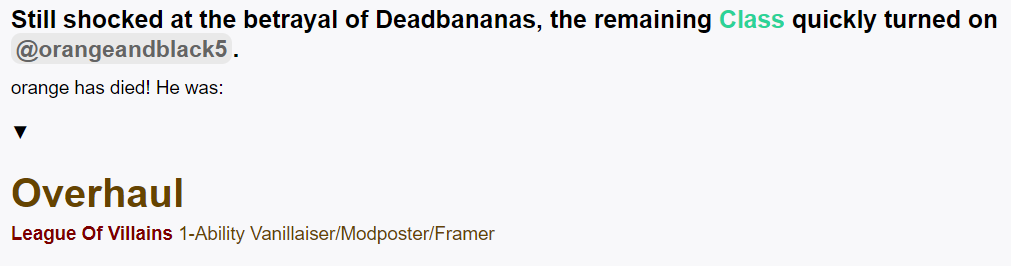 Still shocked at the betrayal of Deadbananas, the remaining Class quickly turned on
@orangeandblack5.
orange has died! He was:
▼
Overhaul
League Of Villains 1-Ability Vanillaiser/Modposter/Framer